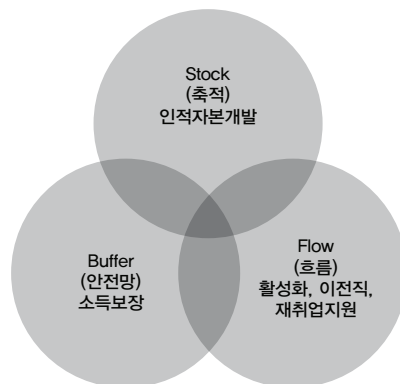 Stock
(축적)
인적자본개발
Buffer
(안전망)
소득보장
Flow
(흐름)
활성화, 이전직,
재취업지원